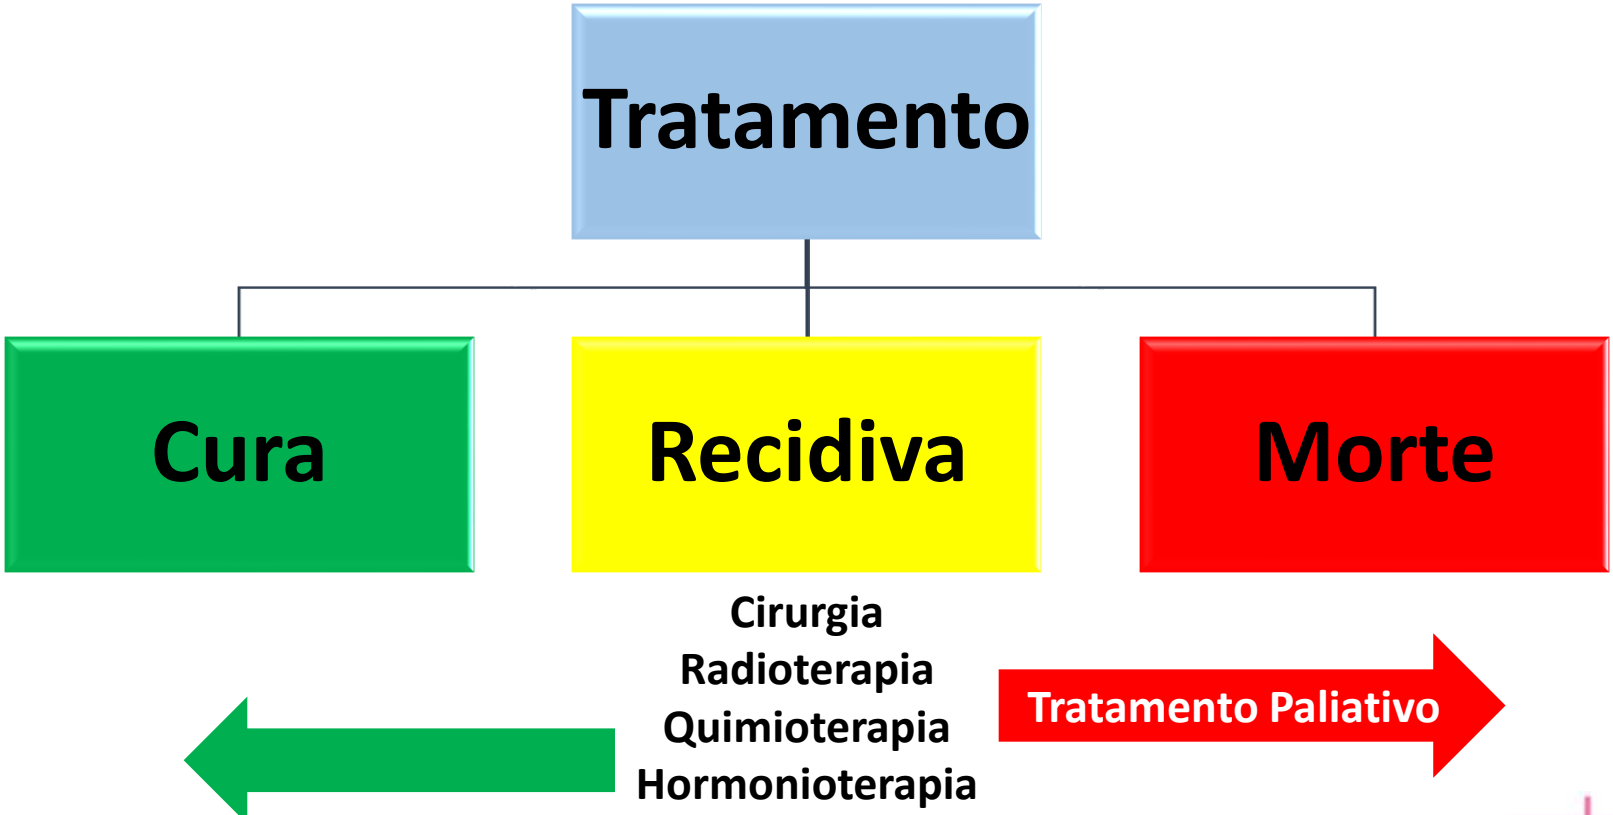 Tratamento
Cura
Recidiva
Morte
Cirurgia
Radioterapia
Quimioterapia
Hormonioterapia
Tratamento Paliativo